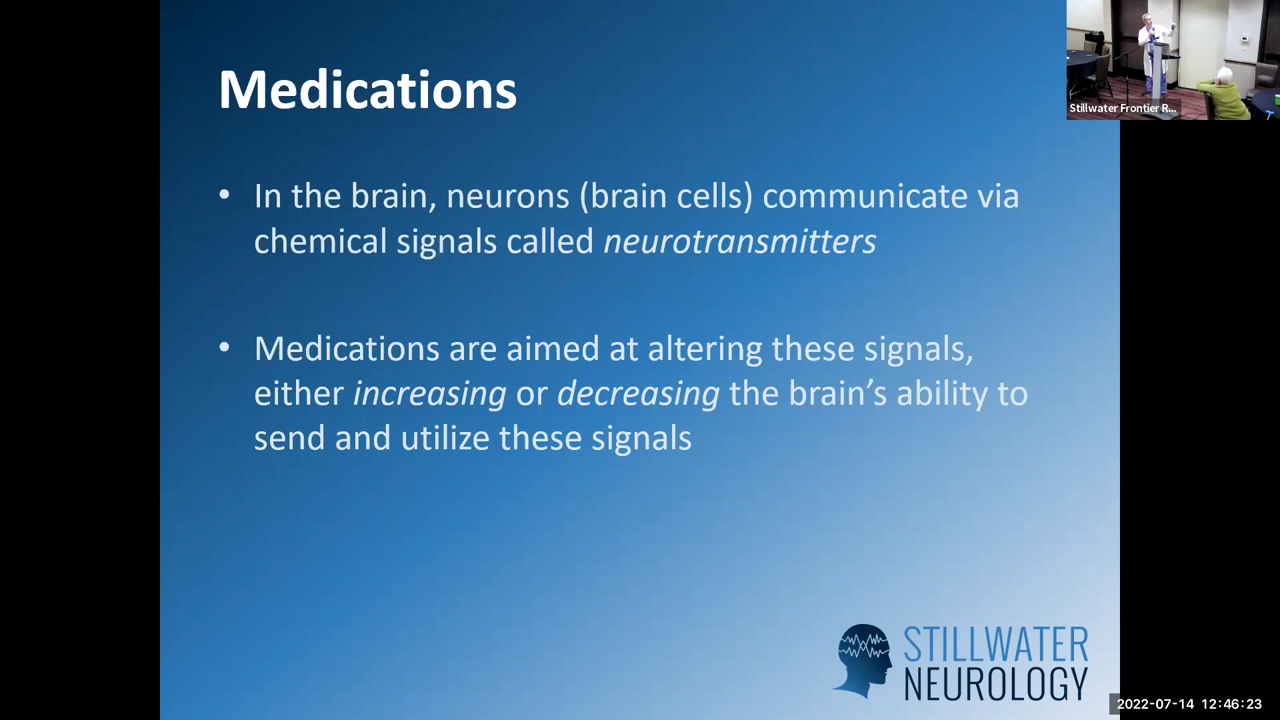 Medications
Stillwater Frontier R...
• In the brain, neurons (brain cells) communicate via
chemical signals called neurotransmitters
• Medications are aimed at altering these signals,
either increasing or decreasing the brain’s ability to
send and utilize these signals
STILLWATER
NEUROLOGY
2022-07-14 12:46:23